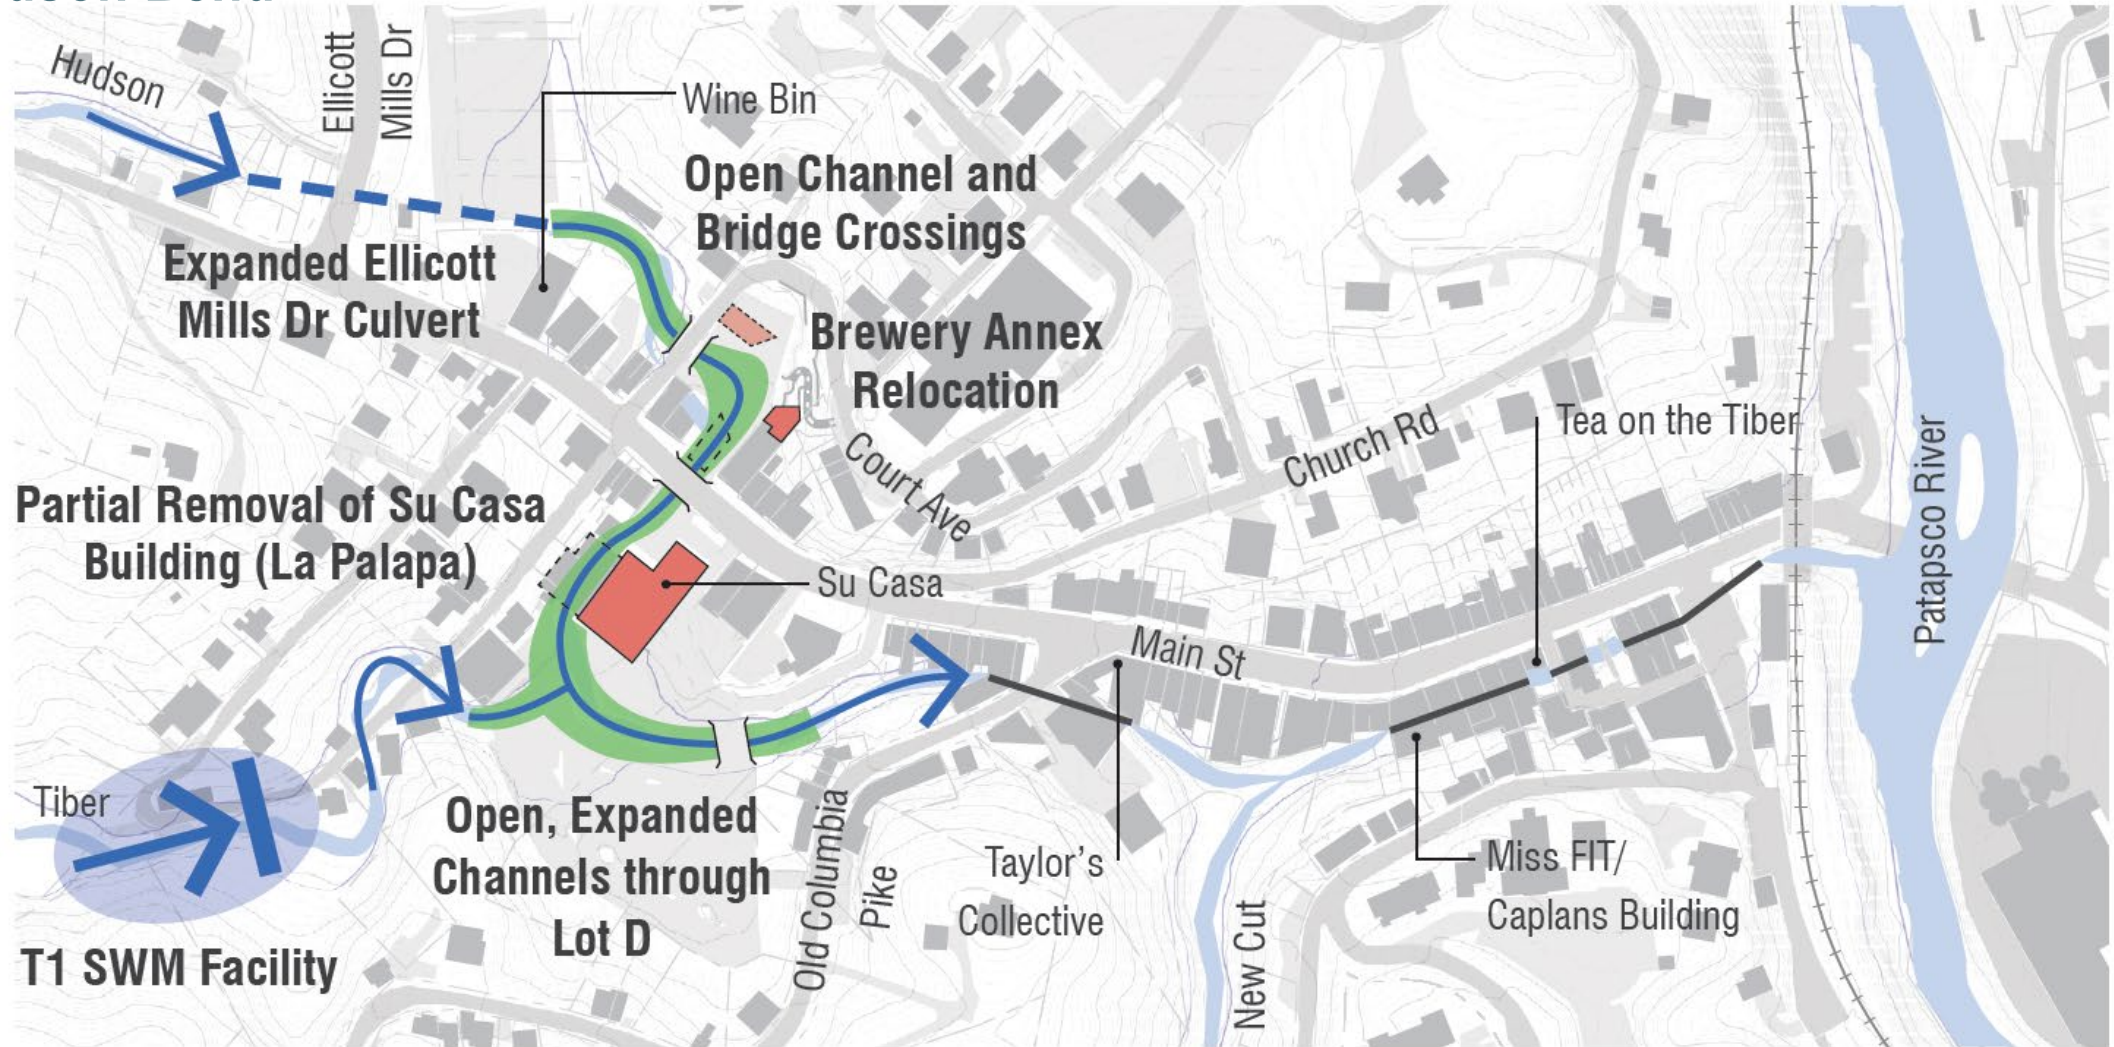 Hudson
Ellicott
Mills Dr
Wine Bin
Open Channel and
Bridge Crossings
Expanded Ellicott
Mills Dr Culvert
Brewery Annex
Relocation
Court Ave
Church Rd
Tea on the Tiber
Patapsco River
Partial Removal of Su Casa
Building (La Palapa)
Su Casa
Main St
Tiber
T1 SWM Facility
Open, Expanded
Channels through
Lot D
Old Columbia
Pike
Taylor's
Collective
New Cut
Miss FIT/
Caplans Building